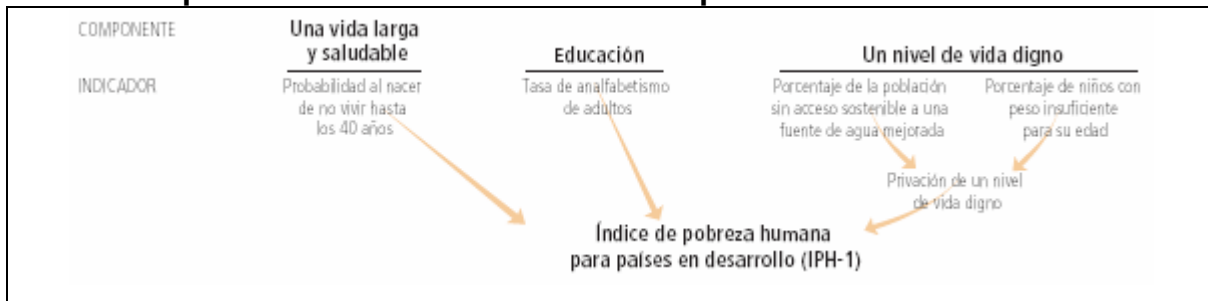 COMPONENTE
Una vida larga
y saludable
Educación
Un nivel de vida digno
INDICADOR
Probabilidad al nacer
de no vivir hasta
los 40 años
Tasa de analfabetismo
de adultos
Porcentaje de la población
sin acceso sostenible a una
fuente de agua mejorada
Porcentaje de niños con
peso insuficiente
para su edad
Privación de un nivel
de vida digno
Índice de pobreza humana
para países en desarrollo (IPH-1)